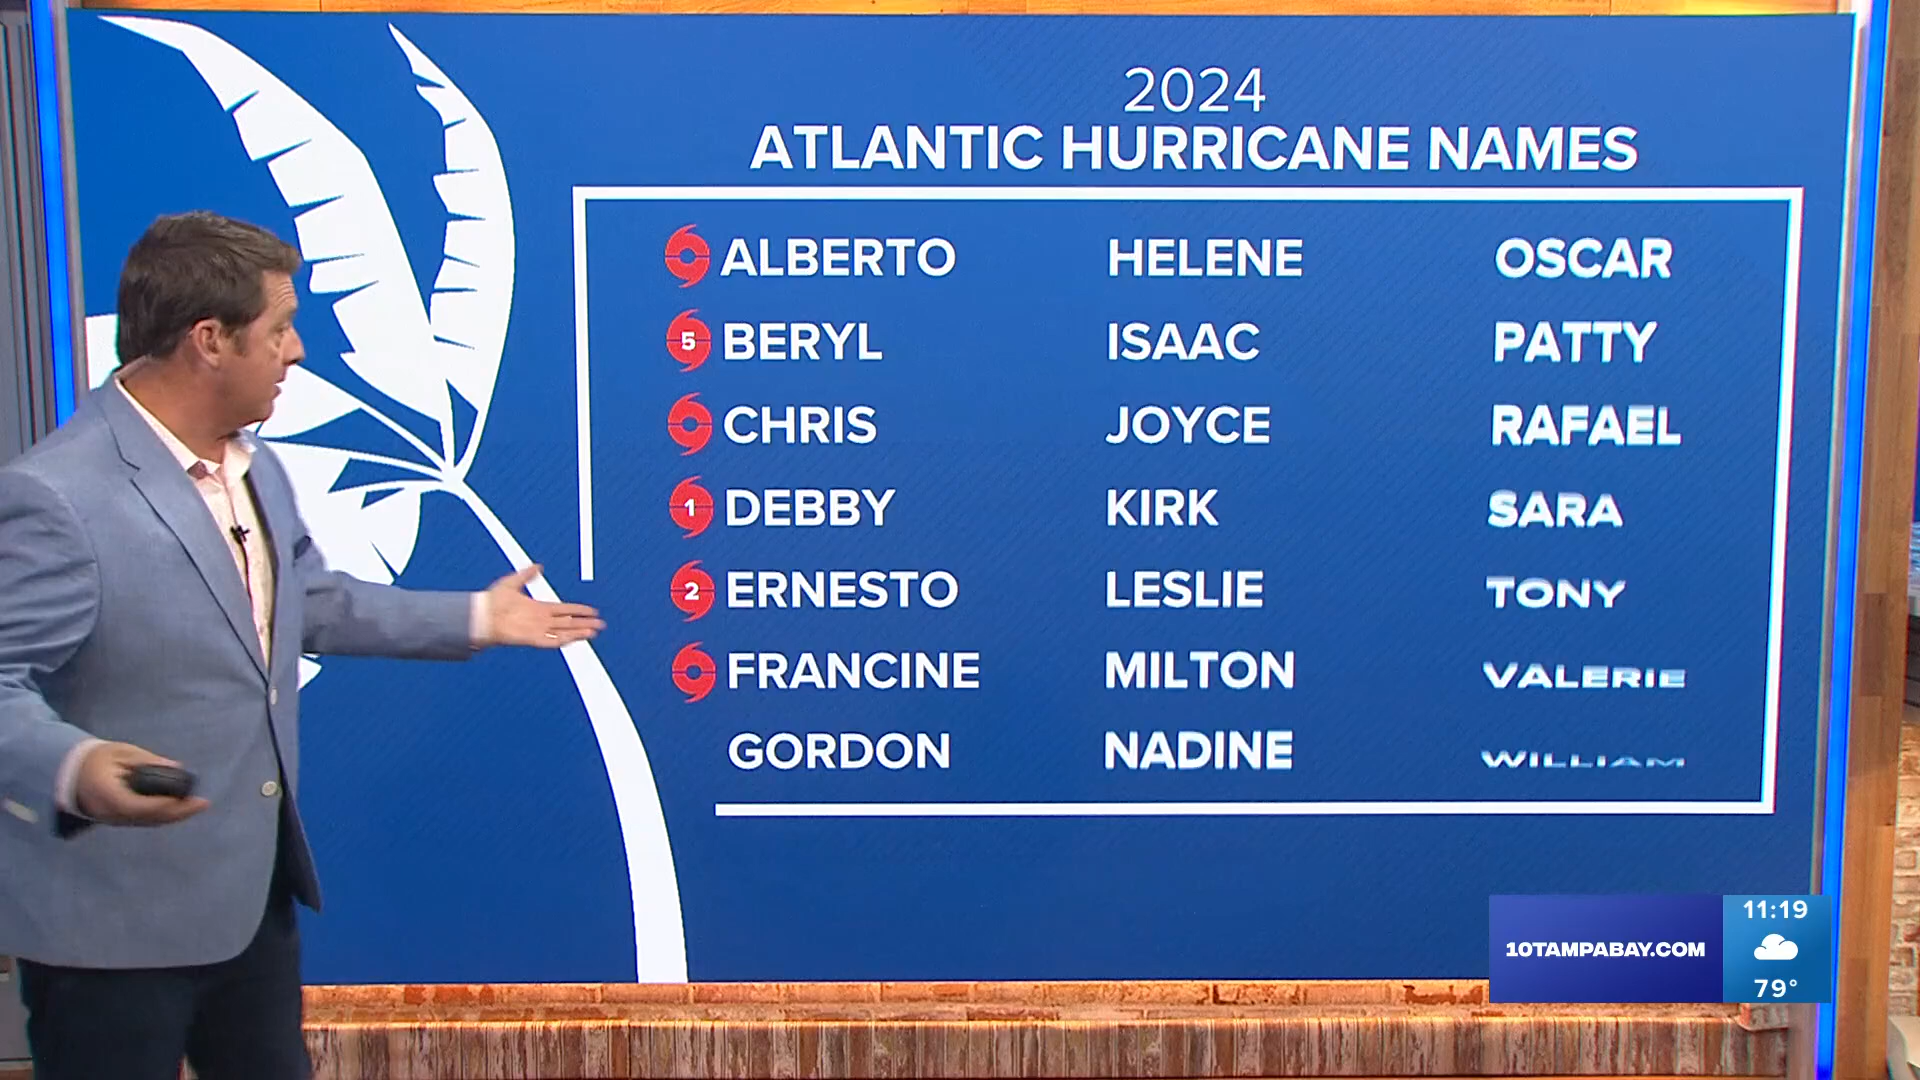 2024
ATLANTIC HURRICANE NAMES
ALBERTO
5 BERYL
CHRIS
1 DEBBY
2 ERNESTO
FRANCINE
GORDON
HELENE
ISAAC
JOYCE
KIRK
LESLIE
MILTON
NADINE
OSCAR
PATTY
RAFAEL
SARA
TONY
VALERIE
WILLIAM
10TAMPABAY.COM
11:19
79°